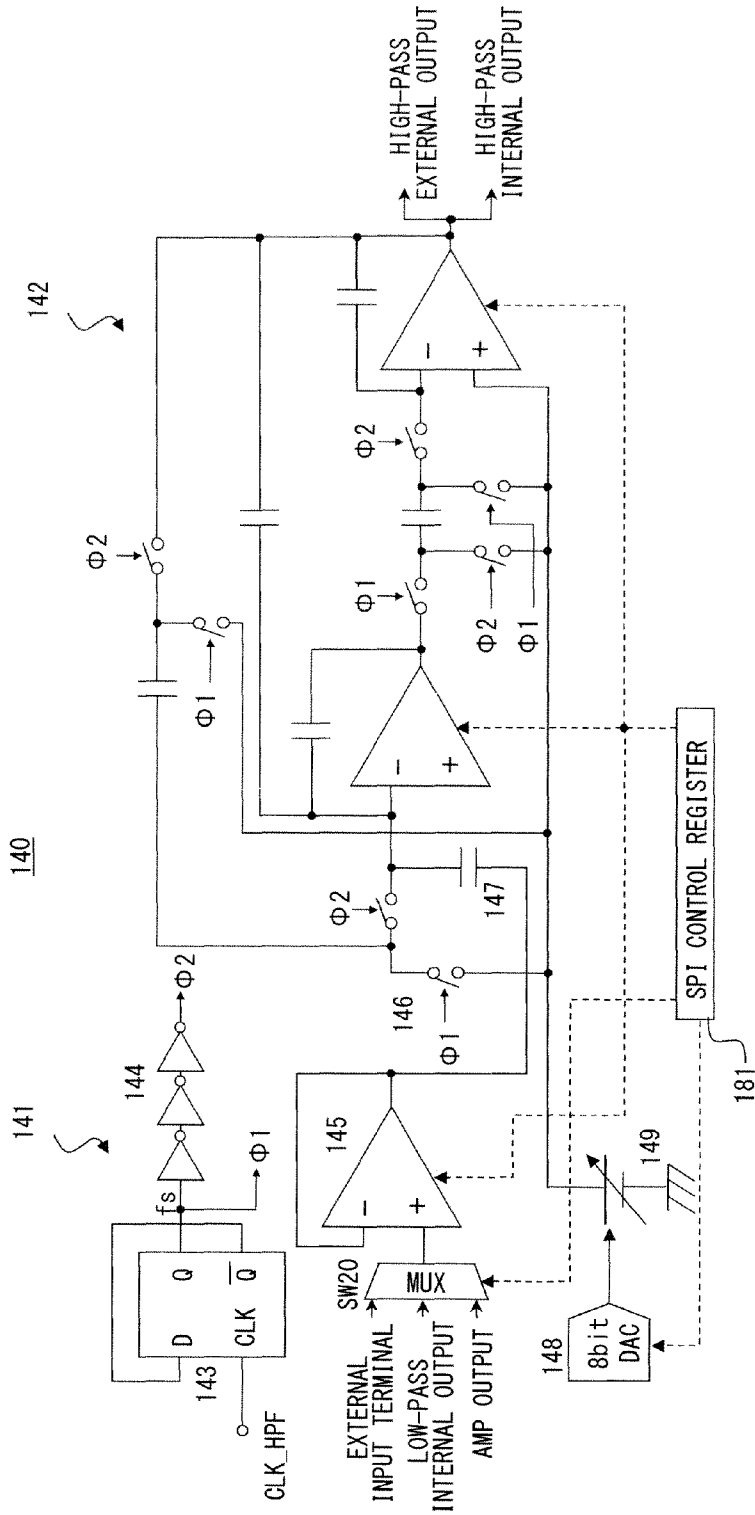 140
141
142
144
Φ2
fs
Φ1
D
Q
CLK
Q
143
CLK_HPF
Φ2
Φ1
HIGH-PASS
EXTERNAL OUTPUT
HIGH-PASS
INTERNAL OUTPUT
Φ2
146
Φ1
147
−
+
Φ1
Φ2
Φ1
Φ2
−
+
145
−
+
SW20
MUX
EXTERNAL
INPUT TERMINAL
LOW-PASS
INTERNAL OUTPUT
AMP OUTPUT
148
8bit
DAC
149
SPI CONTROL REGISTER
181